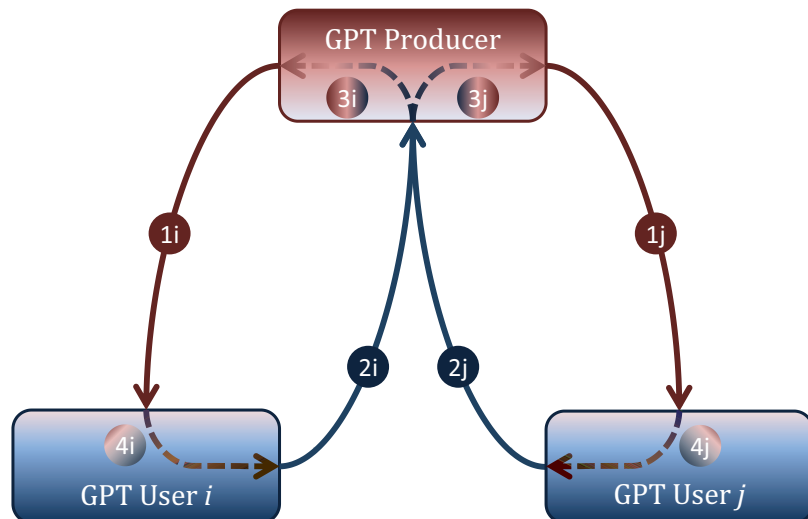 GPT Producer
3i
3j
1i
1j
2i
2j
4i
4j
GPT User i
GPT User j